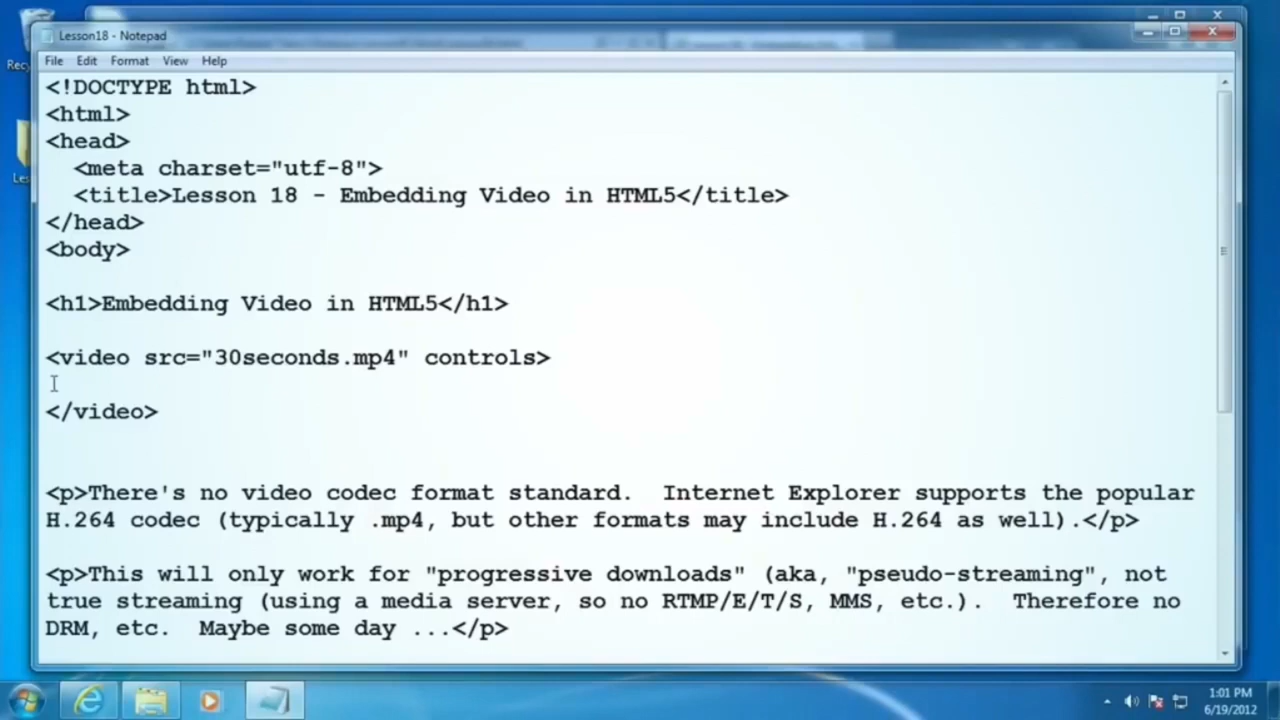 Lesson18 - Notepad
File Edit Format View Help
<!DOCTYPE html>
<html>
<head>
<meta charset="utf-8">
<title>Lesson 18 - Embedding Video in HTML5</title>
</head>
<body>
<h1>Embedding Video in HTML5</h1>
<video src="30seconds.mp4" controls>
</video>
<p>There's no video codec format standard.  Internet Explorer supports the popular
H.264 codec (typically .mp4, but other formats may include H.264 as well).</p>
<p>This will only work for "progressive downloads" (aka, "pseudo-streaming", not
true streaming (using a media server, so no RTMP/E/T/S, MMS, etc.).  Therefore no
DRM, etc.  Maybe some day ...</p>
1:01 PM
6/19/2012